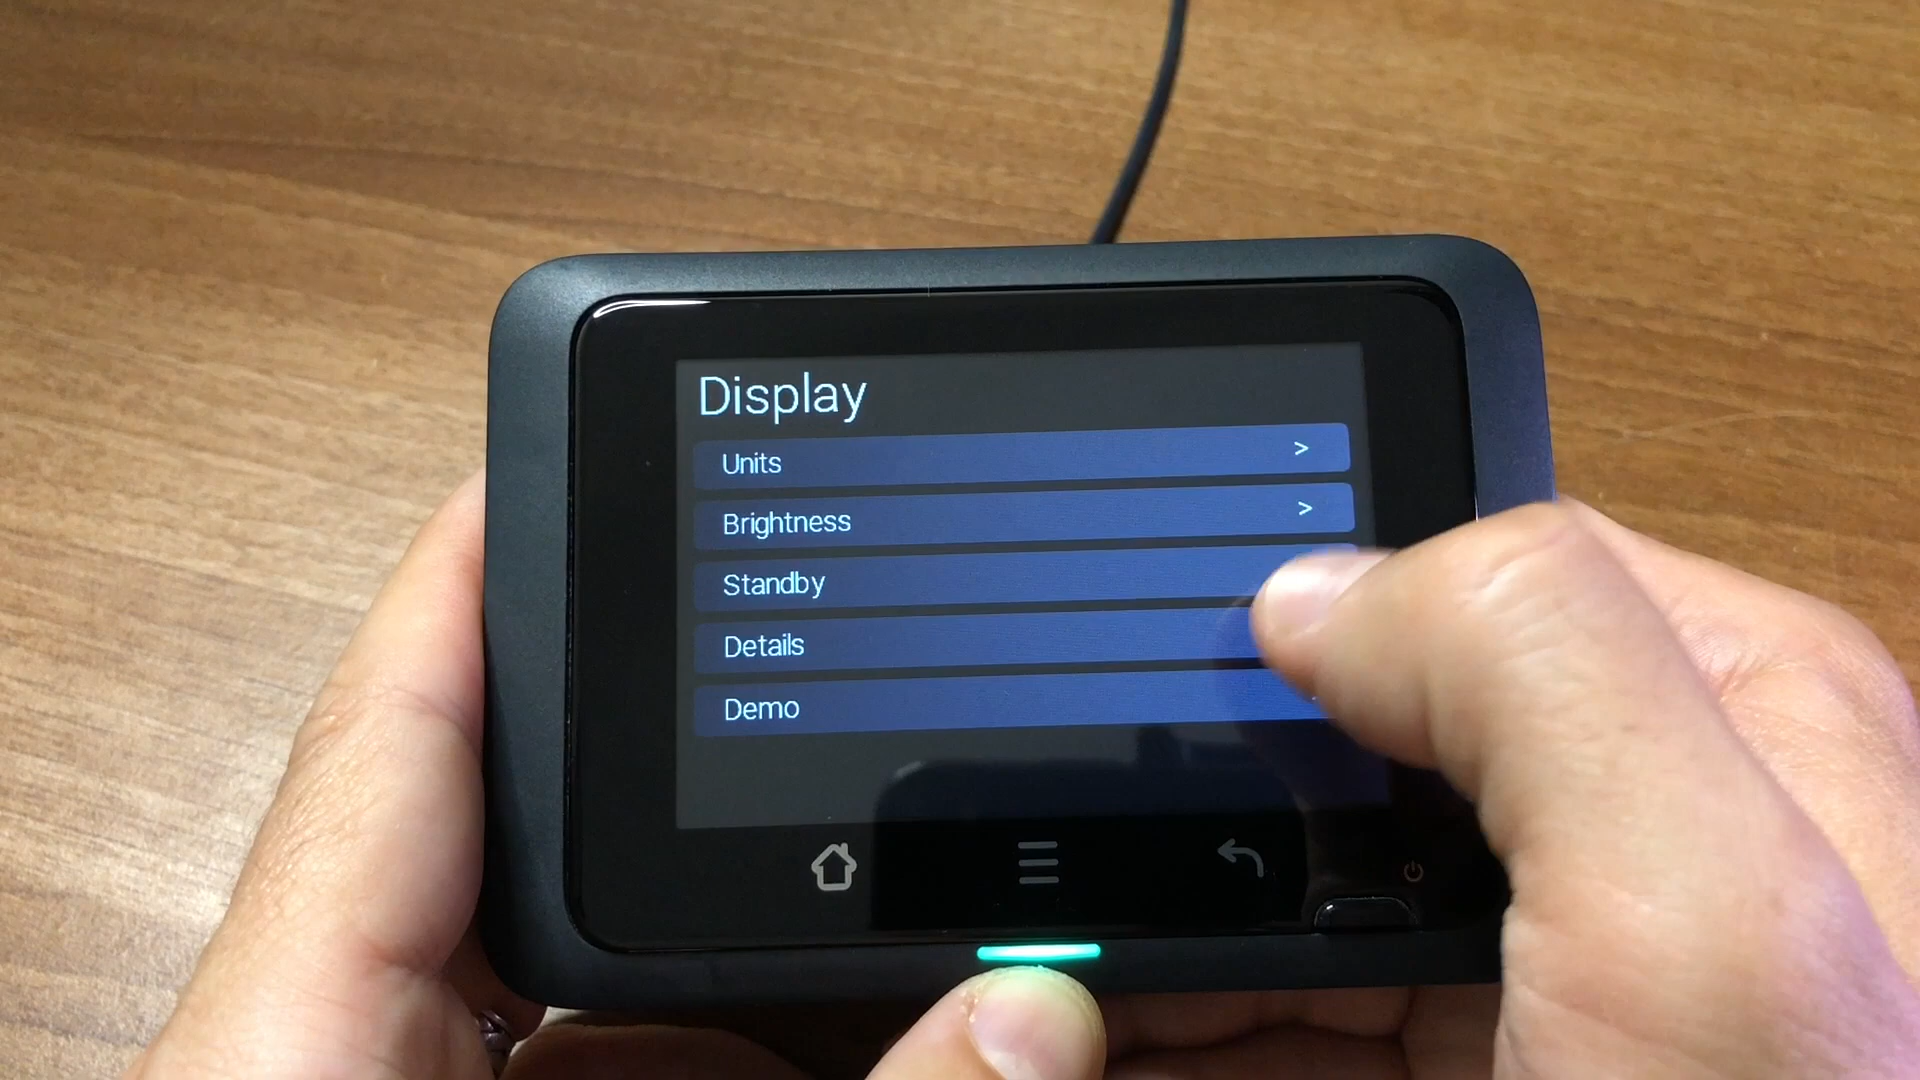 Display
Units >
Brightness >
Standby
Details
Demo